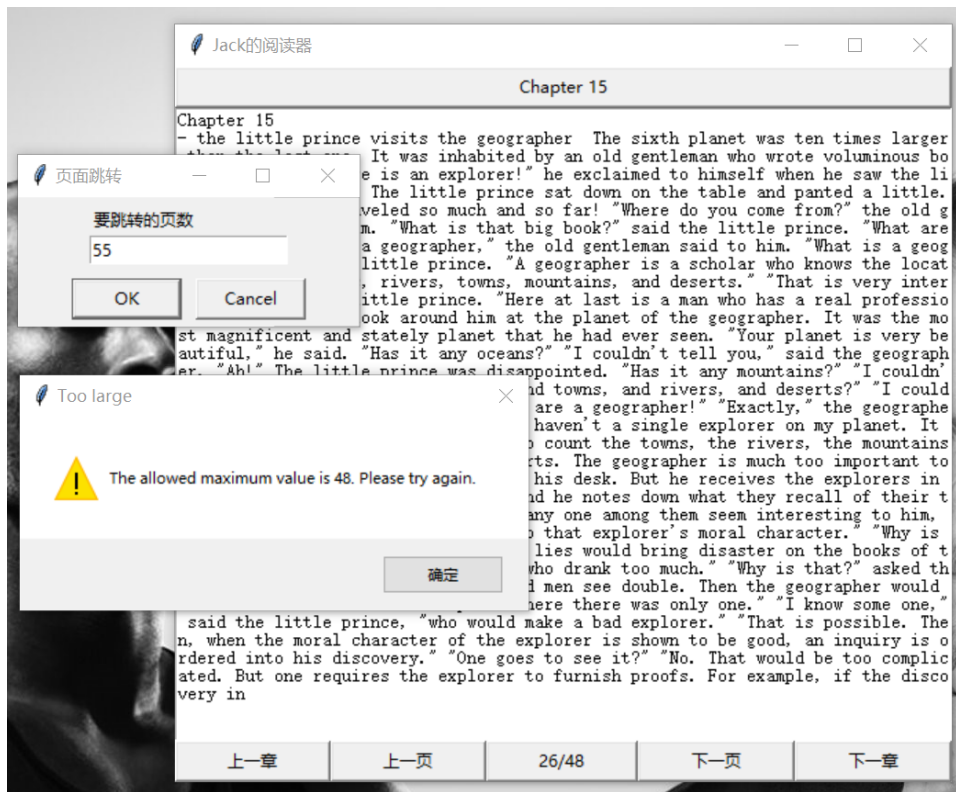 Jack的阅读器
Chapter 15
Chapter 15
- the little prince visits the geographer  The sixth planet was ten times larger
It was inhabited by an old gentleman who wrote voluminous bo
页面跳转
e is an explorer!" he exclaimed to himself when he saw the li
The little prince sat down on the table and panted a little.
要跳转的页数
veled so much and so far! "Where do you come from?" the old g
m. "What is that big book?" said the little prince. "What are
55
a geographer," the old gentleman said to him. "What is a geog
little prince. "A geographer is a scholar who knows the locat
, rivers, towns, mountains, and deserts." "That is very inter
OK
Cancel
ittle prince. "Here at last is a man who has a real professio
ook around him at the planet of the geographer. It was the mo
st magnificent and stately planet that he had ever seen. "Your planet is very be
autiful," he said. "Has it any oceans?" "I couldn't tell you," said the geograph
er. "Ah!" The little prince was disappointed. "Has it any mountains?" "I couldn'
Too large
nd towns, and rivers, and deserts?" "I could
are a geographer!" "Exactly," the geographe
haven't a single explorer on my planet. It
o count the towns, the rivers, the mountains
rts. The geographer is much too important to
The allowed maximum value is 48. Please try again.
his desk. But he receives the explorers in
nd he notes down what they recall of their t
any one among them seem interesting to him,
o that explorer's moral character." "Why is
lies would bring disaster on the books of t
who drank too much." "Why is that?" asked th
确定
d men see double. Then the geographer would
here there was only one." "I know some one,"
said the little prince, "who would make a bad explorer." "That is possible. The
n, when the moral character of the explorer is shown to be good, an inquiry is o
rdered into his discovery." "One goes to see it?" "No. That would be too complic
ated. But one requires the explorer to furnish proofs. For example, if the disco
very in
上一章
上一页
26/48
下一页
下一章